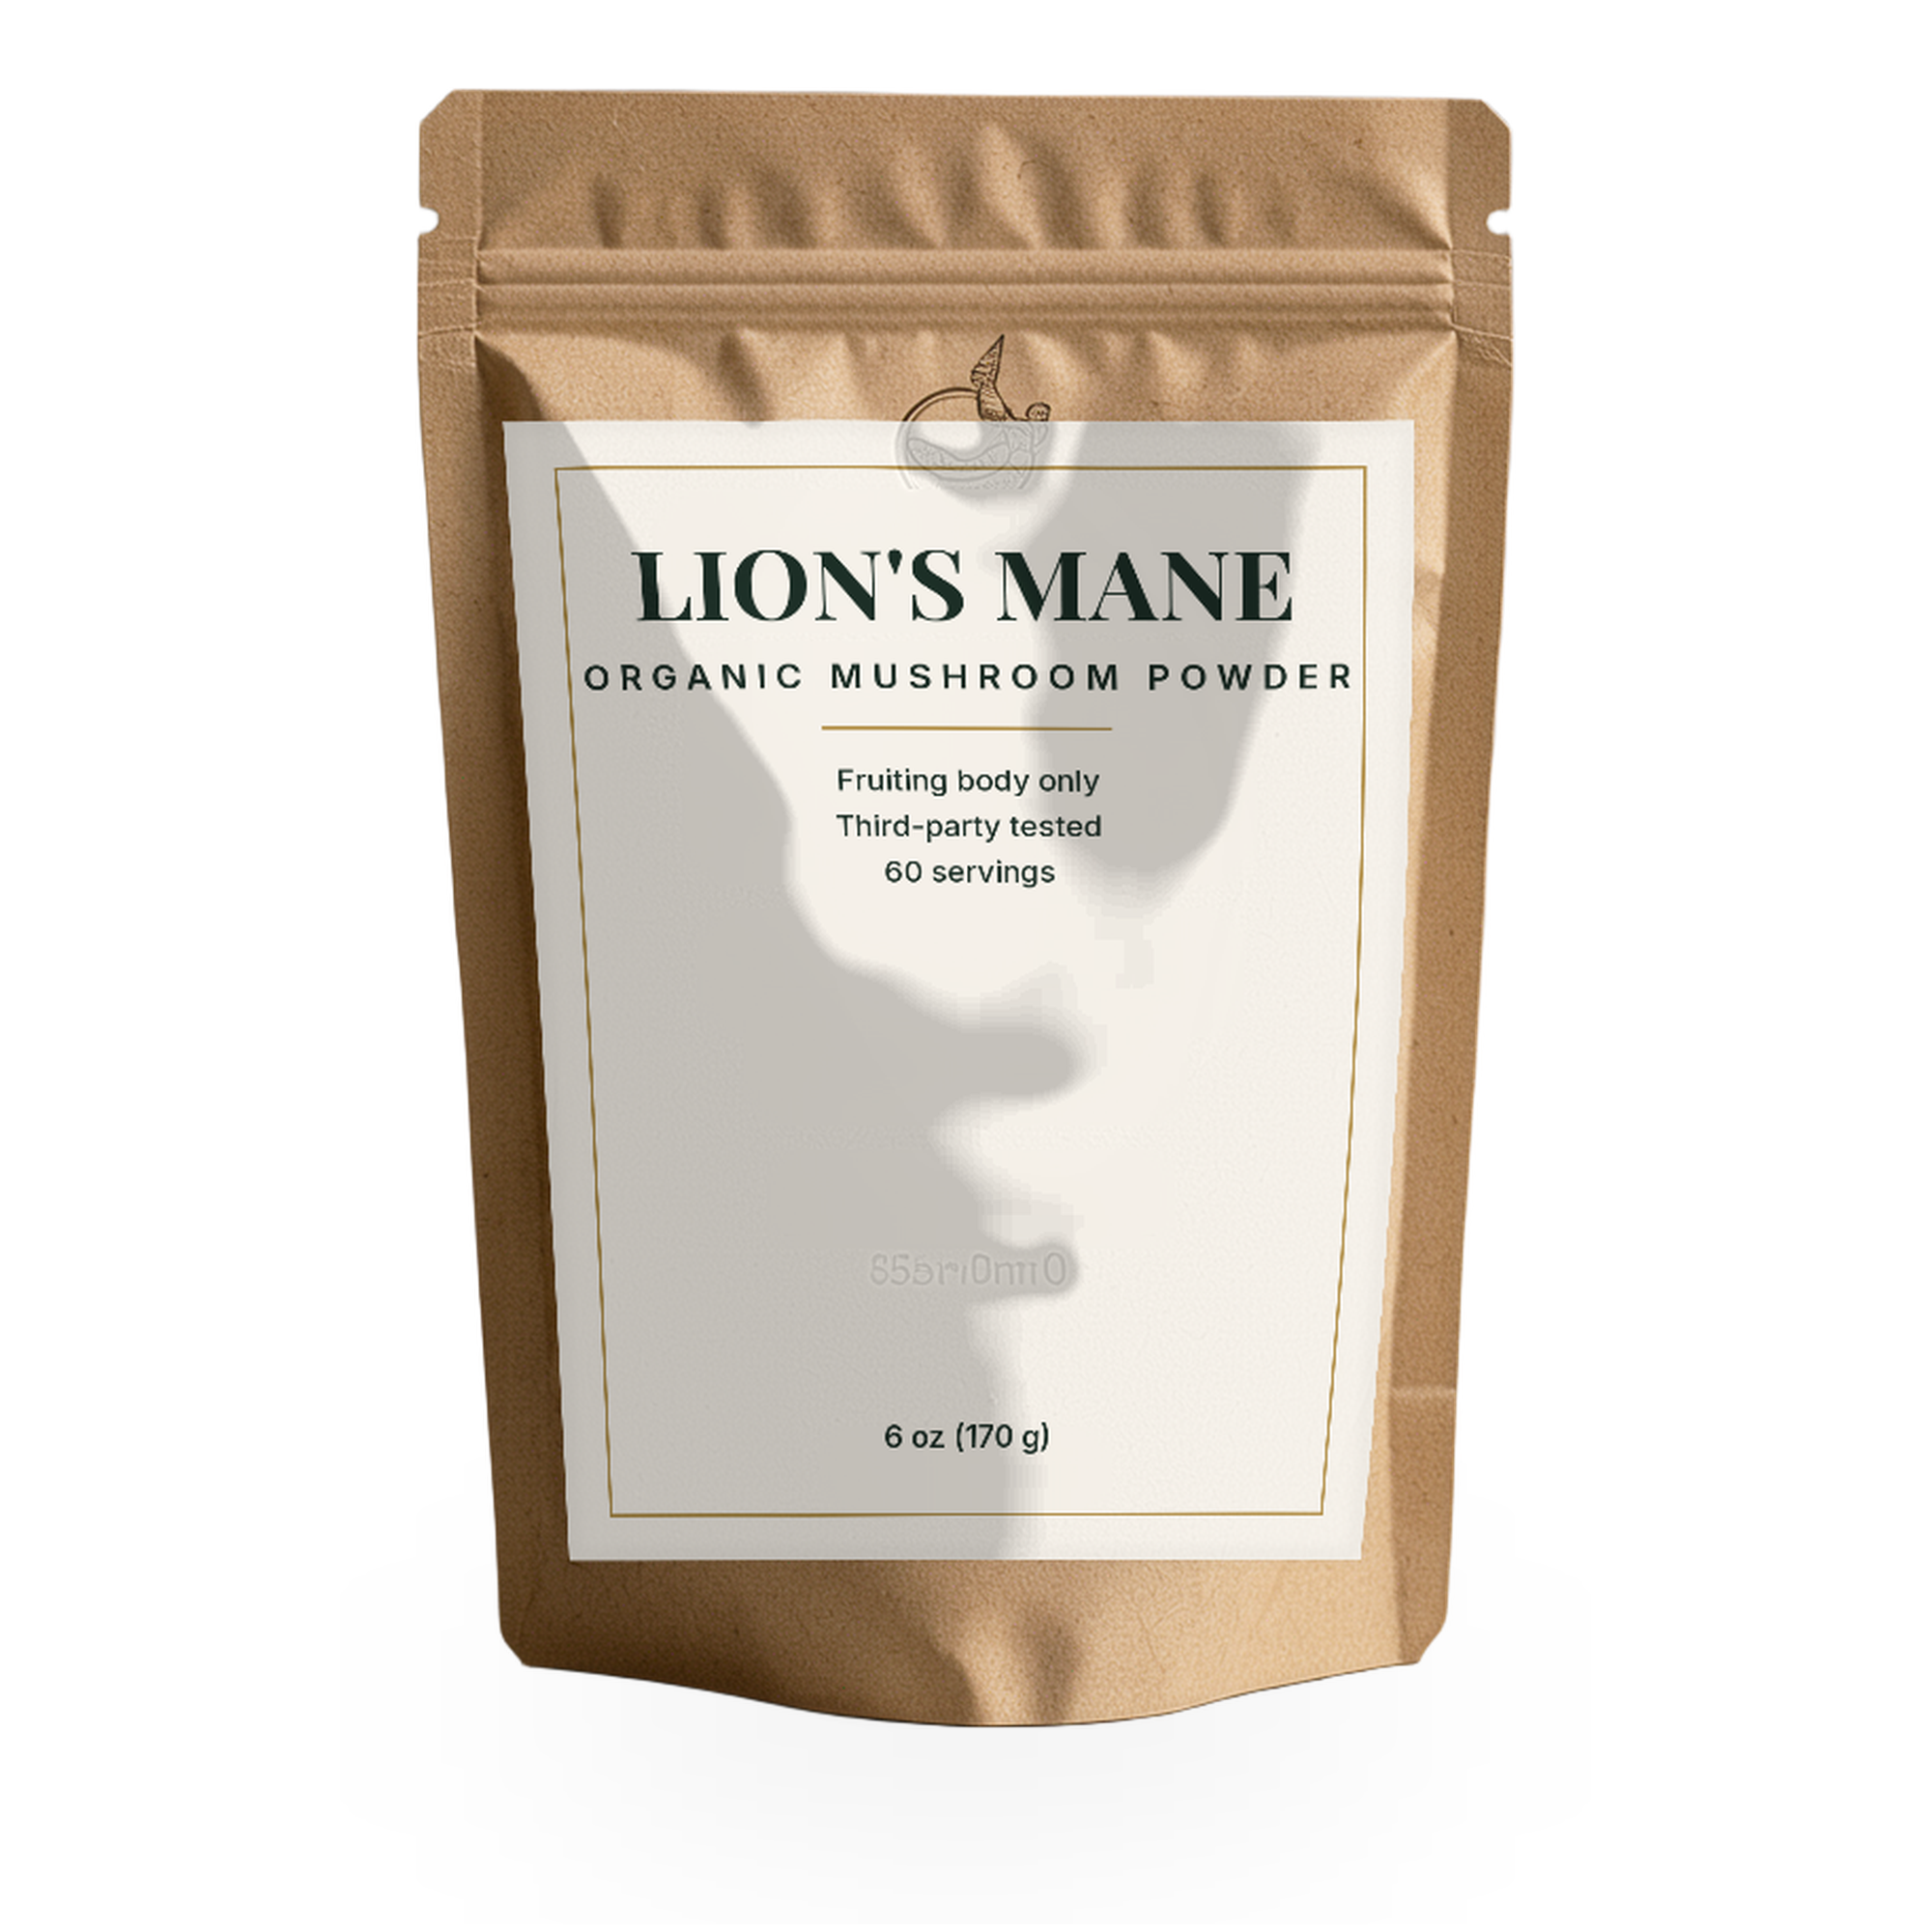 LION'S MANE
ORGANIC MUSHROOM POWDER
Fruiting body only
Third-party tested
60 servings
6 oz (170 g)